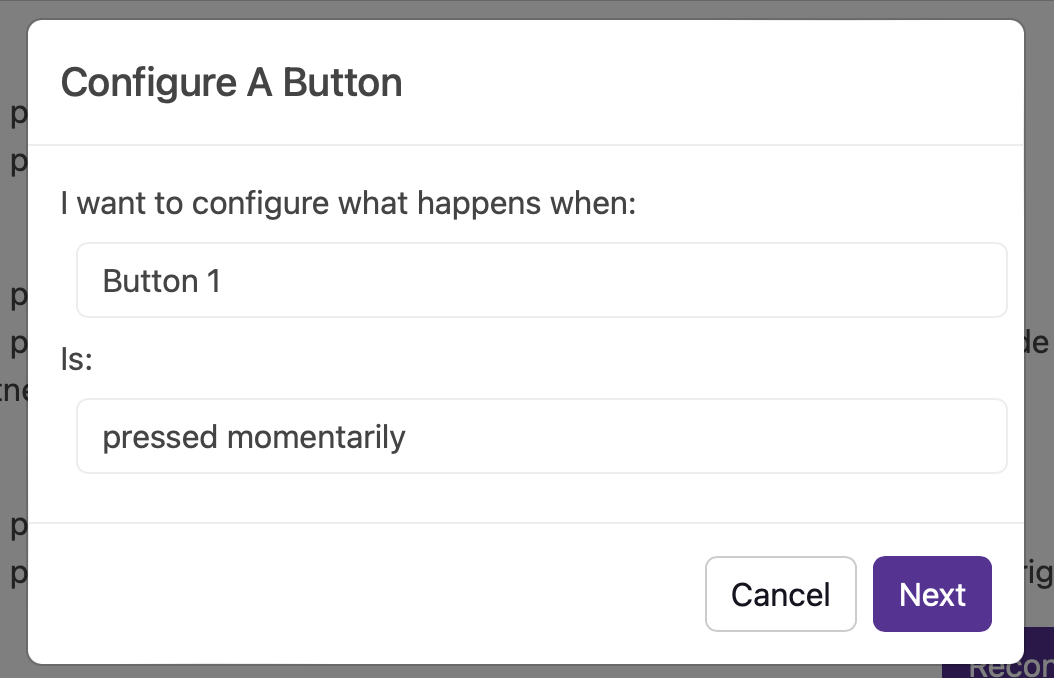 Configure A Button
I want to configure what happens when:
Button 1
Is:
pressed momentarily
Cancel
Next